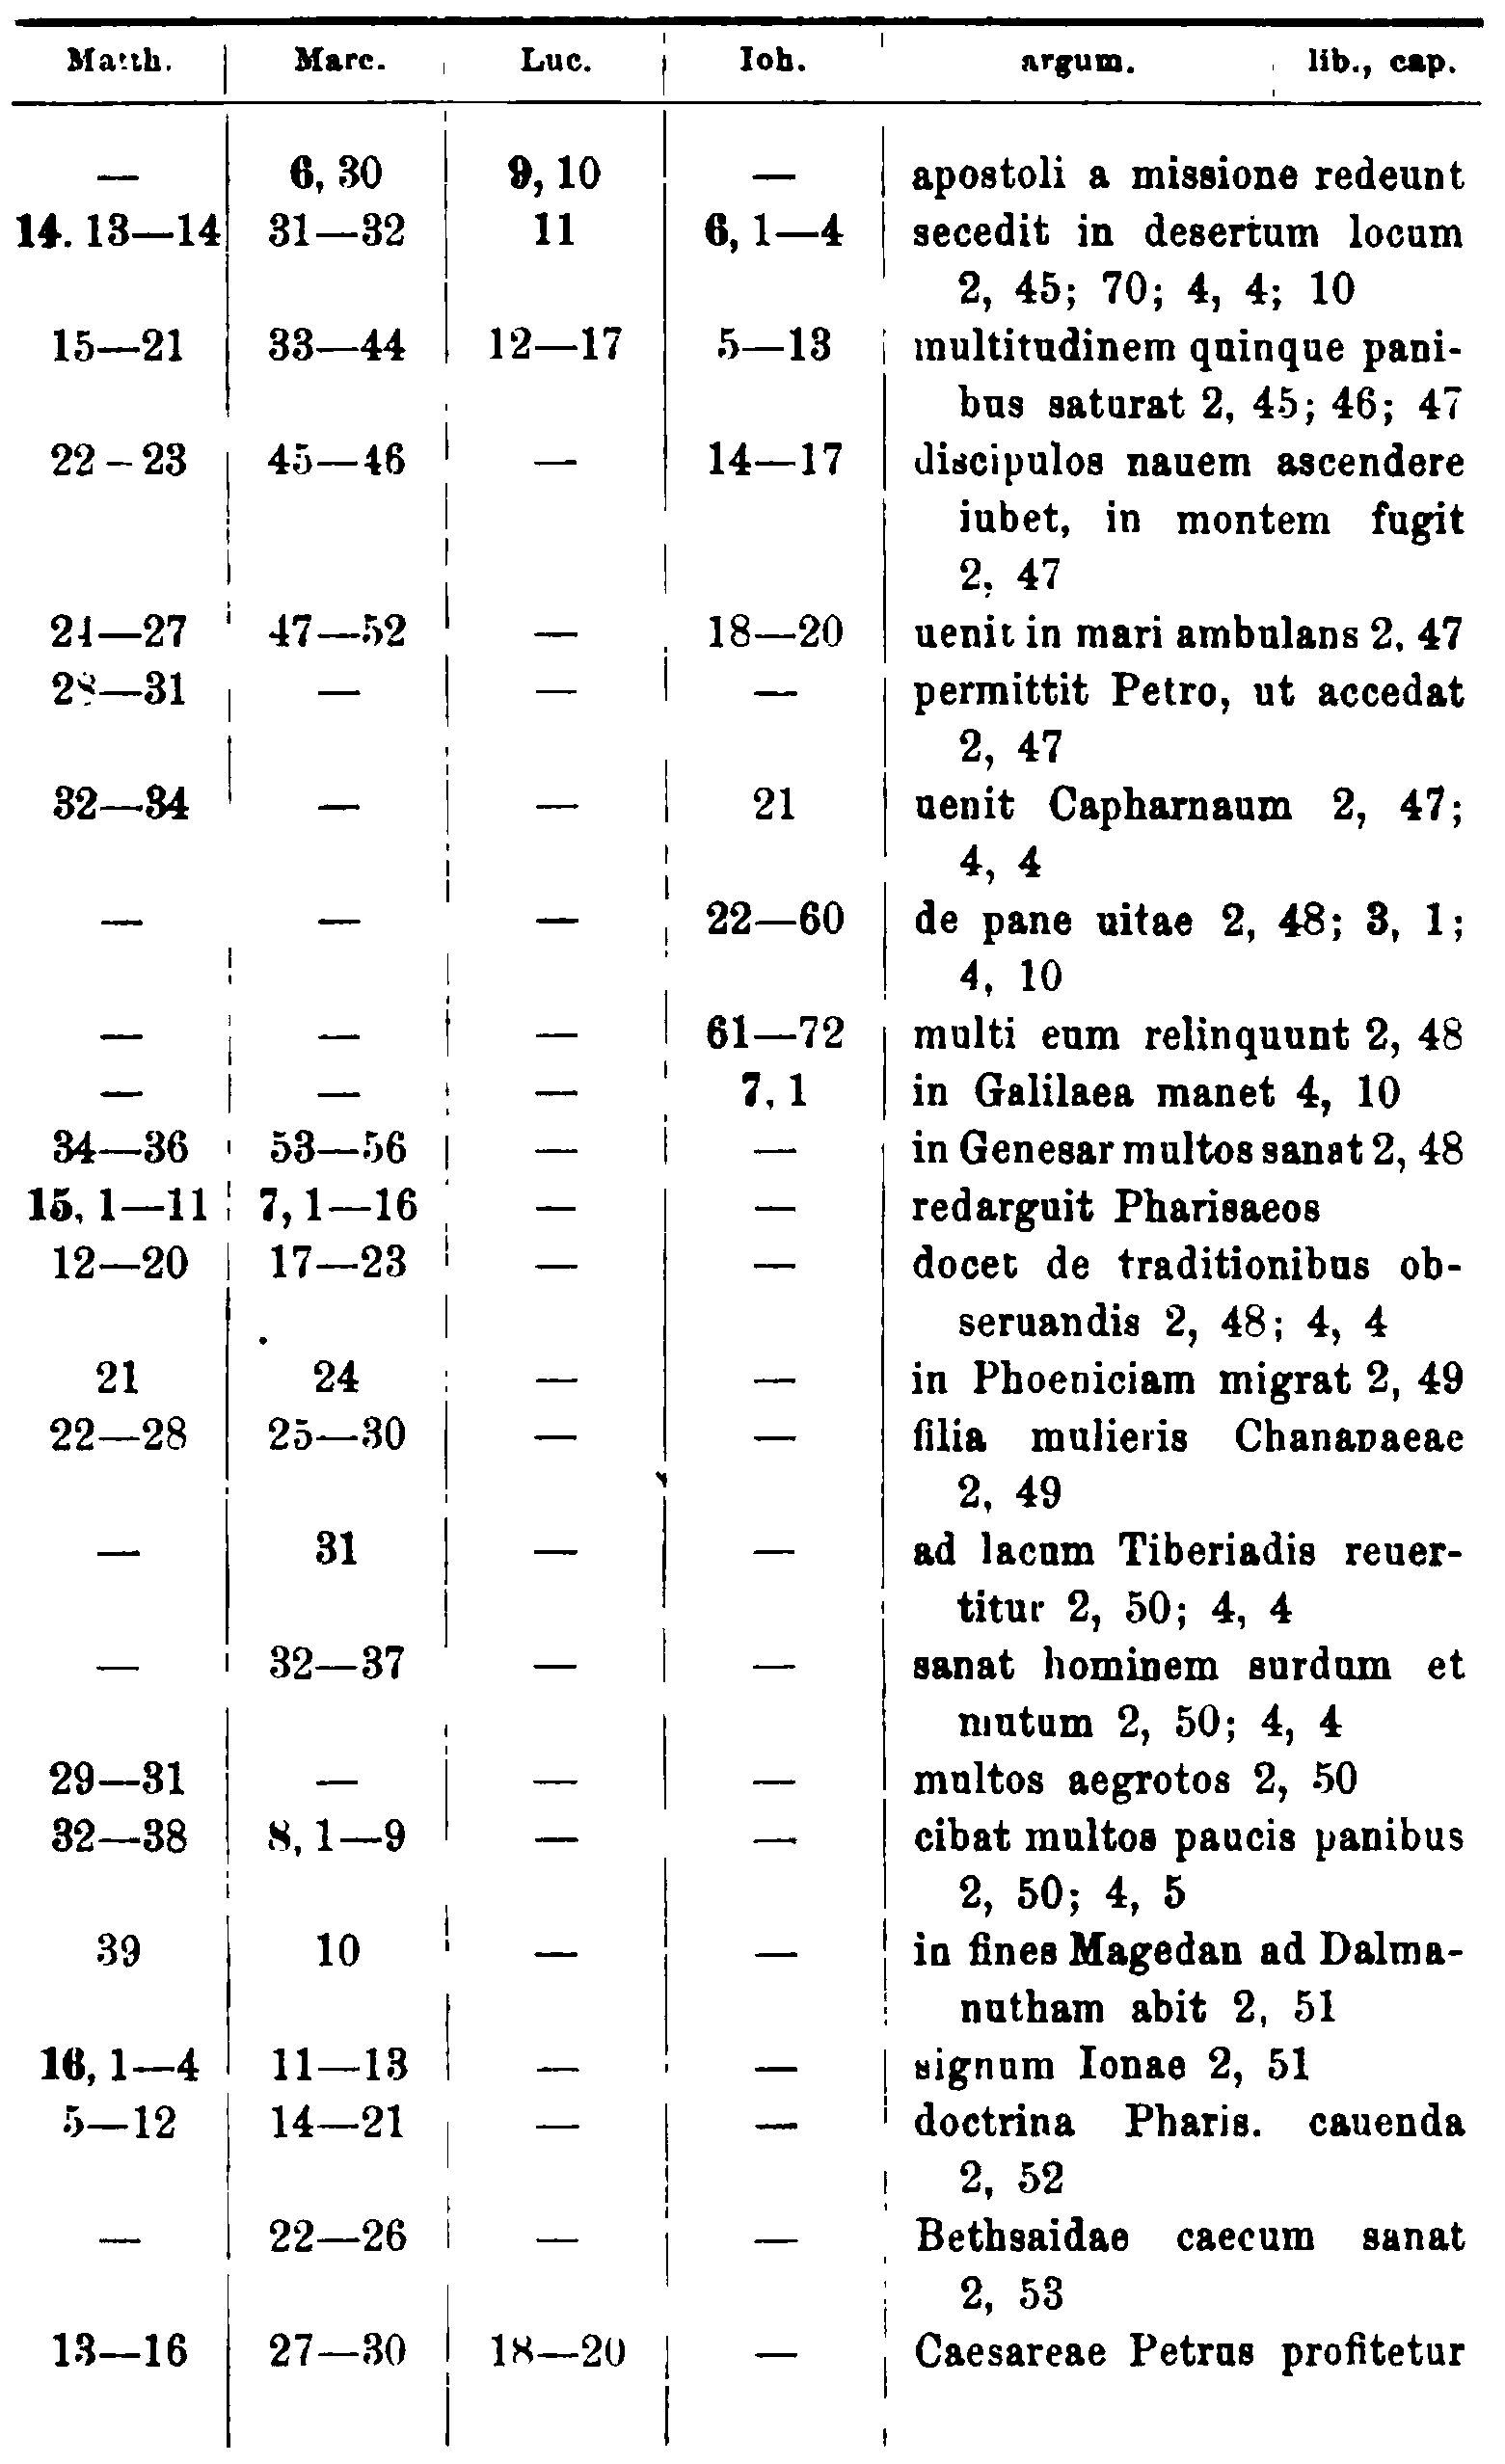 Matth. Marc. Luc. Ioh. argum. lib., cap.
— 6, 30 9, 10 — apostoli a missione redeunt
14. 13—14 31—32 11 6, 1—4 secedit in desertum locum
2, 45; 70; 4, 4; 10
15—21 33—44 12—17 5—13 multitudinem quinque pani-
bus saturat 2, 45; 46; 47
22–23 45—46 — 14—17 discipulos nauem ascendere
iubet, in montem fugit
2, 47
24—27 47—52 — 18—20 uenit in mari ambulans 2, 47
28—31 — — — permittit Petro, ut accedat
2, 47
32—34 — — 21 uenit Capharnaum 2, 47;
4, 4
— — — 22—60 de pane uitae 2, 48; 3, 1;
4, 10
— — — 61—72 multi eum relinquunt 2, 48
— — — 7, 1 in Galilaea manet 4, 10
34—36 53—56 — — in Genesar multos sanat 2, 48
15, 1—11 7, 1—16 — — redarguit Pharisaeos
12—20 17—23 — — docet de traditionibus ob-
seruandis 2, 48; 4, 4
21 24 — — in Phoeniciam migrat 2, 49
22—28 25—30 — — filia mulieris Chananaeae
2, 49
— 31 — — ad lacum Tiberiadis reuer-
titur 2, 50; 4, 4
— 32—37 — — sanat hominem surdum et
mutum 2, 50; 4, 4
29—31 — — — multos aegrotos 2, 50
32—38 8, 1—9 — — cibat multos paucis panibus
2, 50; 4, 5
39 10 — — in fines Magedan ad Dalma-
nutham abit 2, 51
16, 1—4 11—13 — — signum Ionae 2, 51
5—12 14—21 — — doctrina Pharis. cauenda
2, 52
— 22—26 — — Bethsaidae caecum sanat
2, 53
13—16 27—30 18—20 — Caesareae Petrus profitetur